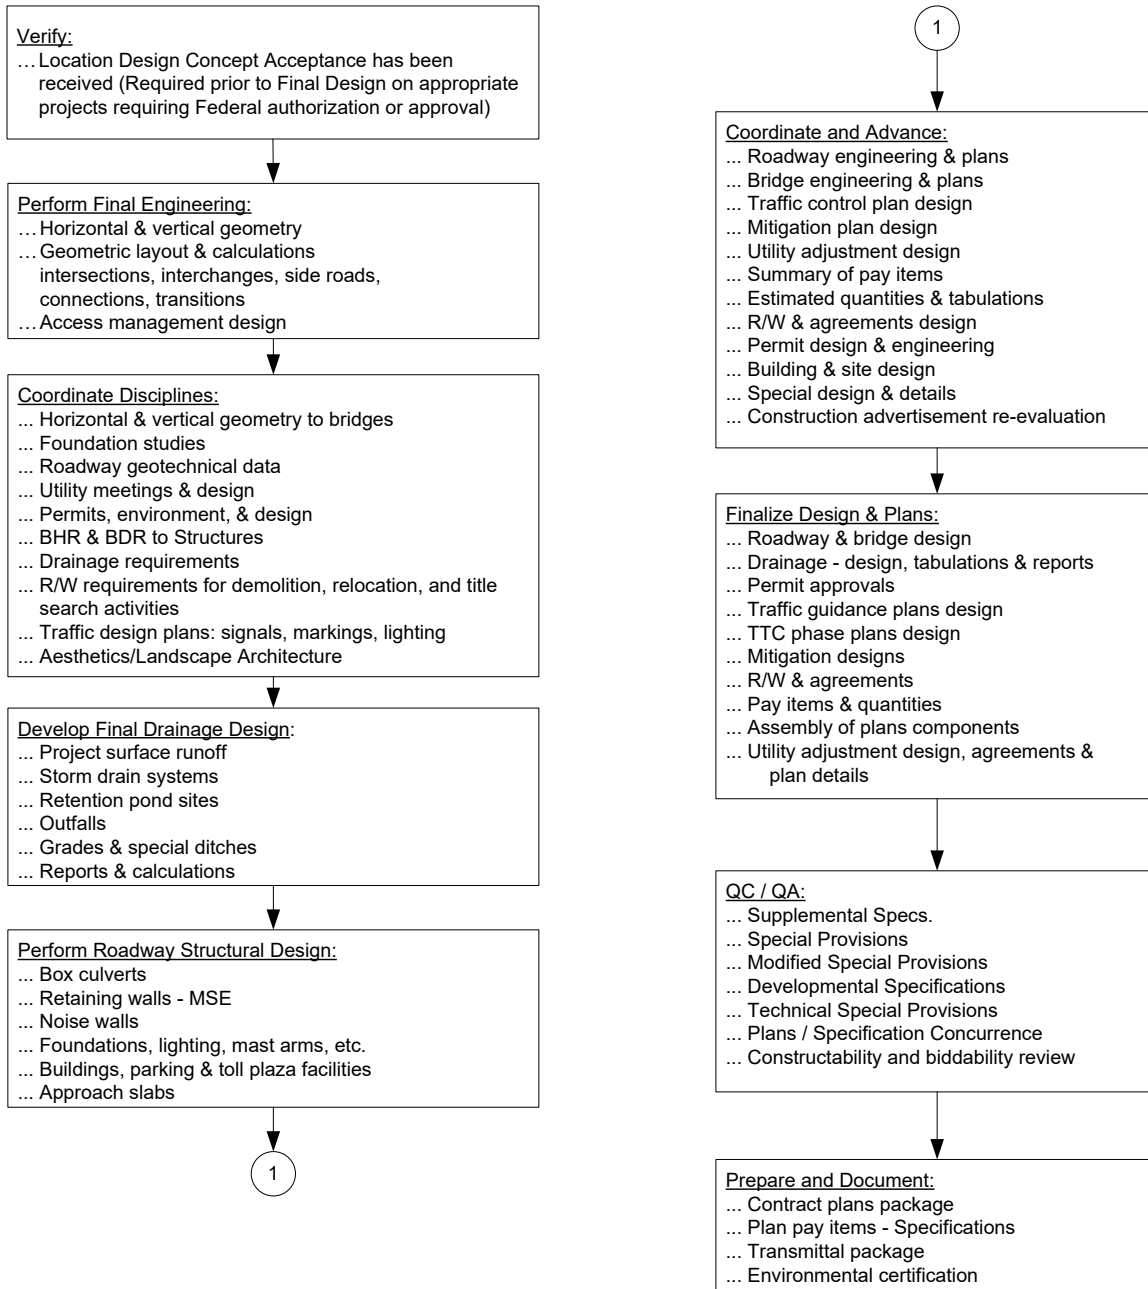 Verify:
…Location Design Concept Acceptance has been
received (Required prior to Final Design on appropriate
projects requiring Federal authorization or approval)
Perform Final Engineering:
…Horizontal & vertical geometry
…Geometric layout & calculations
intersections, interchanges, side roads,
connections, transitions
…Access management design
Coordinate Disciplines:
... Horizontal & vertical geometry to bridges
... Foundation studies
... Roadway geotechnical data
... Utility meetings & design
... Permits, environment, & design
... BHR & BDR to Structures
... Drainage requirements
... R/W requirements for demolition, relocation, and title
search activities
... Traffic design plans: signals, markings, lighting
... Aesthetics/Landscape Architecture
Develop Final Drainage Design:
... Project surface runoff
... Storm drain systems
... Retention pond sites
... Outfalls
... Grades & special ditches
... Reports & calculations
Perform Roadway Structural Design:
... Box culverts
... Retaining walls - MSE
... Noise walls
... Foundations, lighting, mast arms, etc.
... Buildings, parking & toll plaza facilities
... Approach slabs
1
1
Coordinate and Advance:
... Roadway engineering & plans
... Bridge engineering & plans
... Traffic control plan design
... Mitigation plan design
... Utility adjustment design
... Summary of pay items
... Estimated quantities & tabulations
... R/W & agreements design
... Permit design & engineering
... Building & site design
... Special design & details
... Construction advertisement re-evaluation
Finalize Design & Plans:
... Roadway & bridge design
... Drainage - design, tabulations & reports
... Permit approvals
... Traffic guidance plans design
... TTC phase plans design
... Mitigation designs
... R/W & agreements
... Pay items & quantities
... Assembly of plans components
... Utility adjustment design, agreements &
plan details
QC / QA:
... Supplemental Specs.
... Special Provisions
... Modified Special Provisions
... Developmental Specifications
... Technical Special Provisions
... Plans / Specification Concurrence
... Constructability and biddability review
Prepare and Document:
... Contract plans package
... Plan pay items - Specifications
... Transmittal package
... Environmental certification